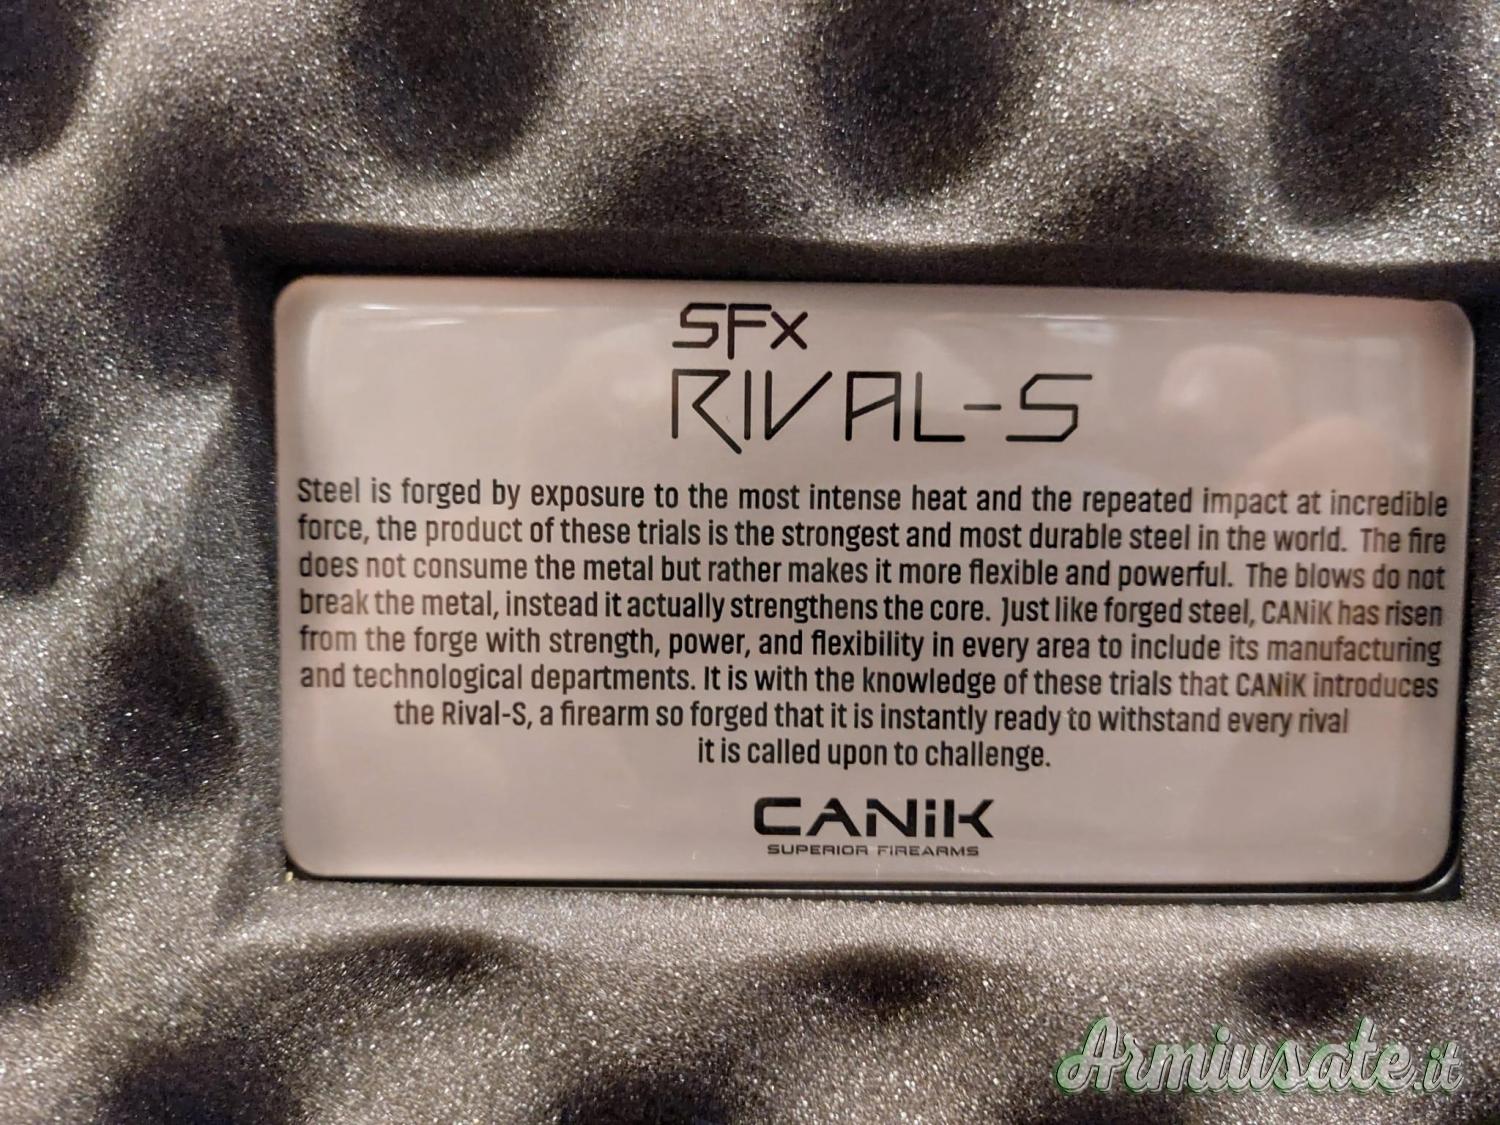 SFx
RIVAL-S
Steel is forged by exposure to the most intense heat and the repeated impact at incredible
force, the product of these trials is the strongest and most durable steel in the world. The fire
does not consume the metal but rather makes it more flexible and powerful. The blows do not
break the metal, instead it actually strengthens the core. Just like forged steel, CANiK has risen
from the forge with strength, power, and flexibility in every area to include its manufacturing
and technological departments. It is with the knowledge of these trials that CANiK introduces
the Rival-S, a firearm so forged that it is instantly ready to withstand every rival
it is called upon to challenge.
CANiK
SUPERIOR FIREARMS
Armiusate.it